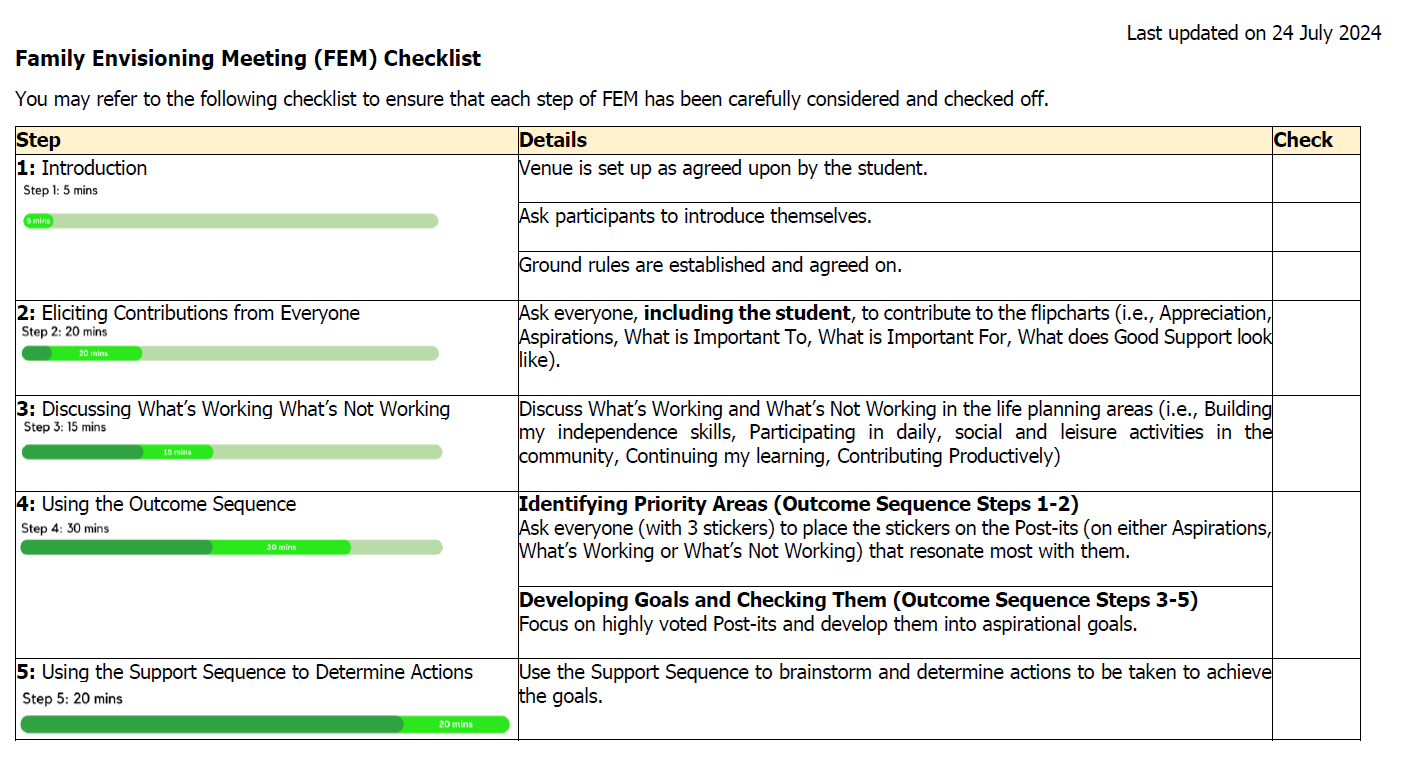 Last updated on 24 July 2024
Family Envisioning Meeting (FEM) Checklist
You may refer to the following checklist to ensure that each step of FEM has been carefully considered and checked off.
Step
Details
Check
1: Introduction
Step 1: 5 mins
5 mins
Venue is set up as agreed upon by the student.
Ask participants to introduce themselves.
Ground rules are established and agreed on.
2: Eliciting Contributions from Everyone
Step 2: 20 mins
20 mins
Ask everyone, including the student, to contribute to the flipcharts (i.e., Appreciation,
Aspirations, What is Important To, What is Important For, What does Good Support look
like).
3: Discussing What’s Working What’s Not Working
Step 3: 15 mins
15 mins
Discuss What’s Working and What’s Not Working in the life planning areas (i.e., Building
my independence skills, Participating in daily, social and leisure activities in the
community, Continuing my learning, Contributing Productively)
4: Using the Outcome Sequence
Step 4: 30 mins
30 mins
Identifying Priority Areas (Outcome Sequence Steps 1-2)
Ask everyone (with 3 stickers) to place the stickers on the Post-its (on either Aspirations,
What’s Working or What’s Not Working) that resonate most with them.
Developing Goals and Checking Them (Outcome Sequence Steps 3-5)
Focus on highly voted Post-its and develop them into aspirational goals.
5: Using the Support Sequence to Determine Actions
Step 5: 20 mins
20 mins
Use the Support Sequence to brainstorm and determine actions to be taken to achieve
the goals.